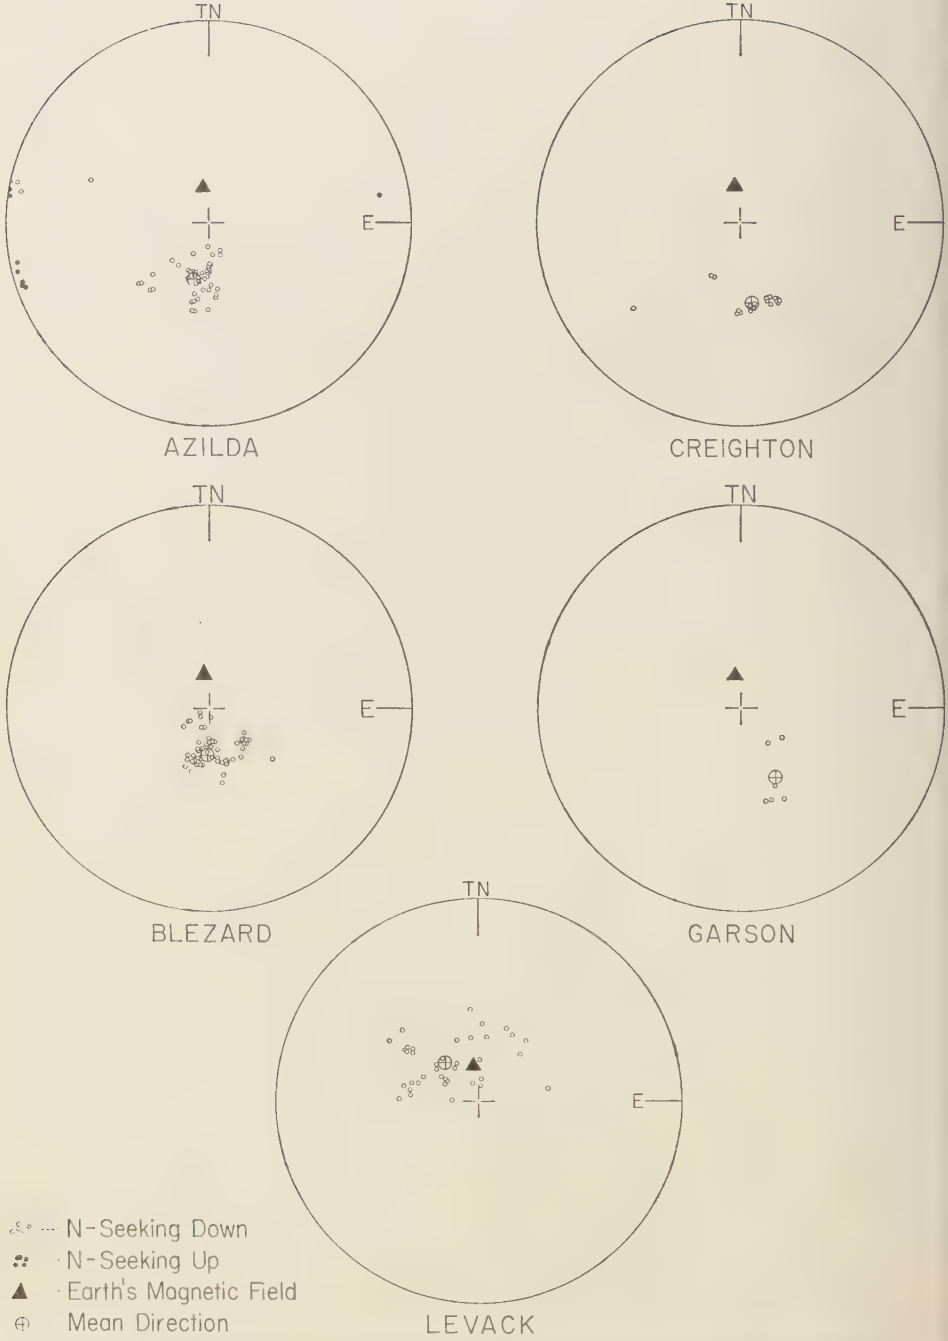 TN
E
AZILDA
TN
E
CREIGHTON
TN
E
BLEZARD
TN
E
GARSON
TN
E
LEVACK
N-Seeking Down
N-Seeking Up
Earth's Magnetic Field
Mean Direction